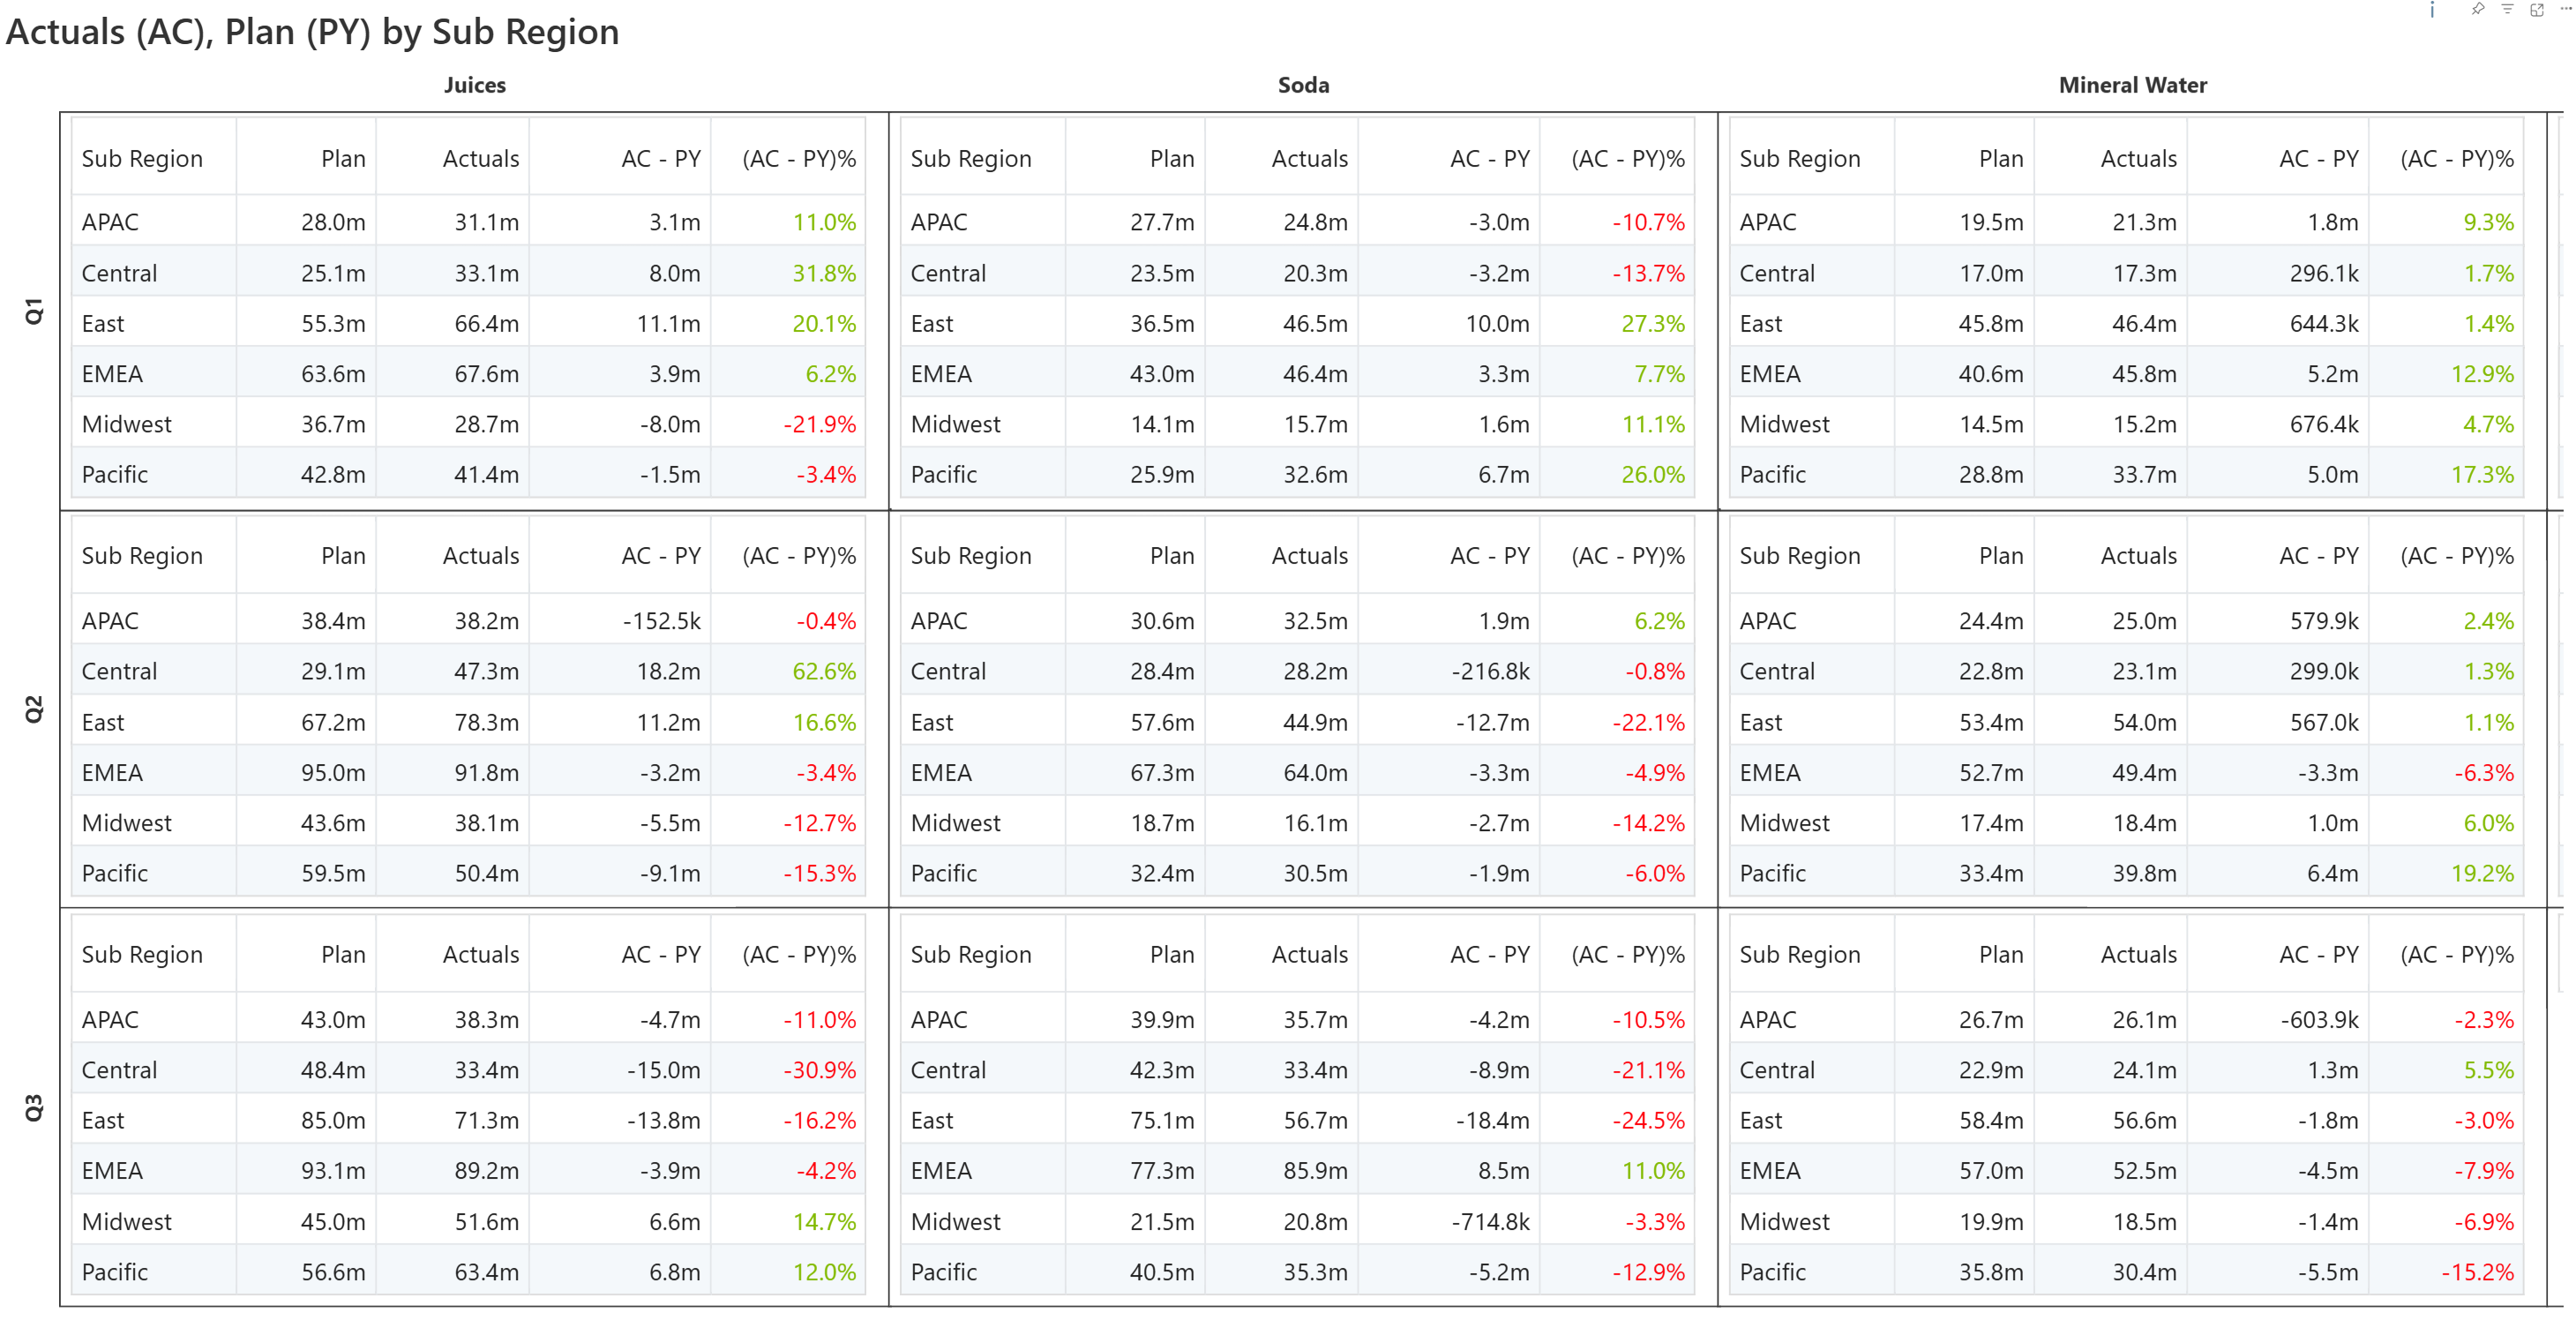 Actuals (AC), Plan (PY) by Sub Region
Juices Soda Mineral Water
Q1
Sub Region Plan Actuals AC - PY (AC - PY)% Sub Region Plan Actuals AC - PY (AC - PY)% Sub Region Plan Actuals AC - PY (AC - PY)%
APAC 28.0m 31.1m 3.1m 11.0% APAC 27.7m 24.8m -3.0m -10.7% APAC 19.5m 21.3m 1.8m 9.3%
Central 25.1m 33.1m 8.0m 31.8% Central 23.5m 20.3m -3.2m -13.7% Central 17.0m 17.3m 296.1k 1.7%
East 55.3m 66.4m 11.1m 20.1% East 36.5m 46.5m 10.0m 27.3% East 45.8m 46.4m 644.3k 1.4%
EMEA 63.6m 67.6m 3.9m 6.2% EMEA 43.0m 46.4m 3.3m 7.7% EMEA 40.6m 45.8m 5.2m 12.9%
Midwest 36.7m 28.7m -8.0m -21.9% Midwest 14.1m 15.7m 1.6m 11.1% Midwest 14.5m 15.2m 676.4k 4.7%
Pacific 42.8m 41.4m -1.5m -3.4% Pacific 25.9m 32.6m 6.7m 26.0% Pacific 28.8m 33.7m 5.0m 17.3%
Q2
Sub Region Plan Actuals AC - PY (AC - PY)% Sub Region Plan Actuals AC - PY (AC - PY)% Sub Region Plan Actuals AC - PY (AC - PY)%
APAC 38.4m 38.2m -152.5k -0.4% APAC 30.6m 32.5m 1.9m 6.2% APAC 24.4m 25.0m 579.9k 2.4%
Central 29.1m 47.3m 18.2m 62.6% Central 28.4m 28.2m -216.8k -0.8% Central 22.8m 23.1m 299.0k 1.3%
East 67.2m 78.3m 11.2m 16.6% East 57.6m 44.9m -12.7m -22.1% East 53.4m 54.0m 567.0k 1.1%
EMEA 95.0m 91.8m -3.2m -3.4% EMEA 67.3m 64.0m -3.3m -4.9% EMEA 52.7m 49.4m -3.3m -6.3%
Midwest 43.6m 38.1m -5.5m -12.7% Midwest 18.7m 16.1m -2.7m -14.2% Midwest 17.4m 18.4m 1.0m 6.0%
Pacific 59.5m 50.4m -9.1m -15.3% Pacific 32.4m 30.5m -1.9m -6.0% Pacific 33.4m 39.8m 6.4m 19.2%
Q3
Sub Region Plan Actuals AC - PY (AC - PY)% Sub Region Plan Actuals AC - PY (AC - PY)% Sub Region Plan Actuals AC - PY (AC - PY)%
APAC 43.0m 38.3m -4.7m -11.0% APAC 39.9m 35.7m -4.2m -10.5% APAC 26.7m 26.1m -603.9k -2.3%
Central 48.4m 33.4m -15.0m -30.9% Central 42.3m 33.4m -8.9m -21.1% Central 22.9m 24.1m 1.3m 5.5%
East 85.0m 71.3m -13.8m -16.2% East 75.1m 56.7m -18.4m -24.5% East 58.4m 56.6m -1.8m -3.0%
EMEA 93.1m 89.2m -3.9m -4.2% EMEA 77.3m 85.9m 8.5m 11.0% EMEA 57.0m 52.5m -4.5m -7.9%
Midwest 45.0m 51.6m 6.6m 14.7% Midwest 21.5m 20.8m -714.8k -3.3% Midwest 19.9m 18.5m -1.4m -6.9%
Pacific 56.6m 63.4m 6.8m 12.0% Pacific 40.5m 35.3m -5.2m -12.9% Pacific 35.8m 30.4m -5.5m -15.2%